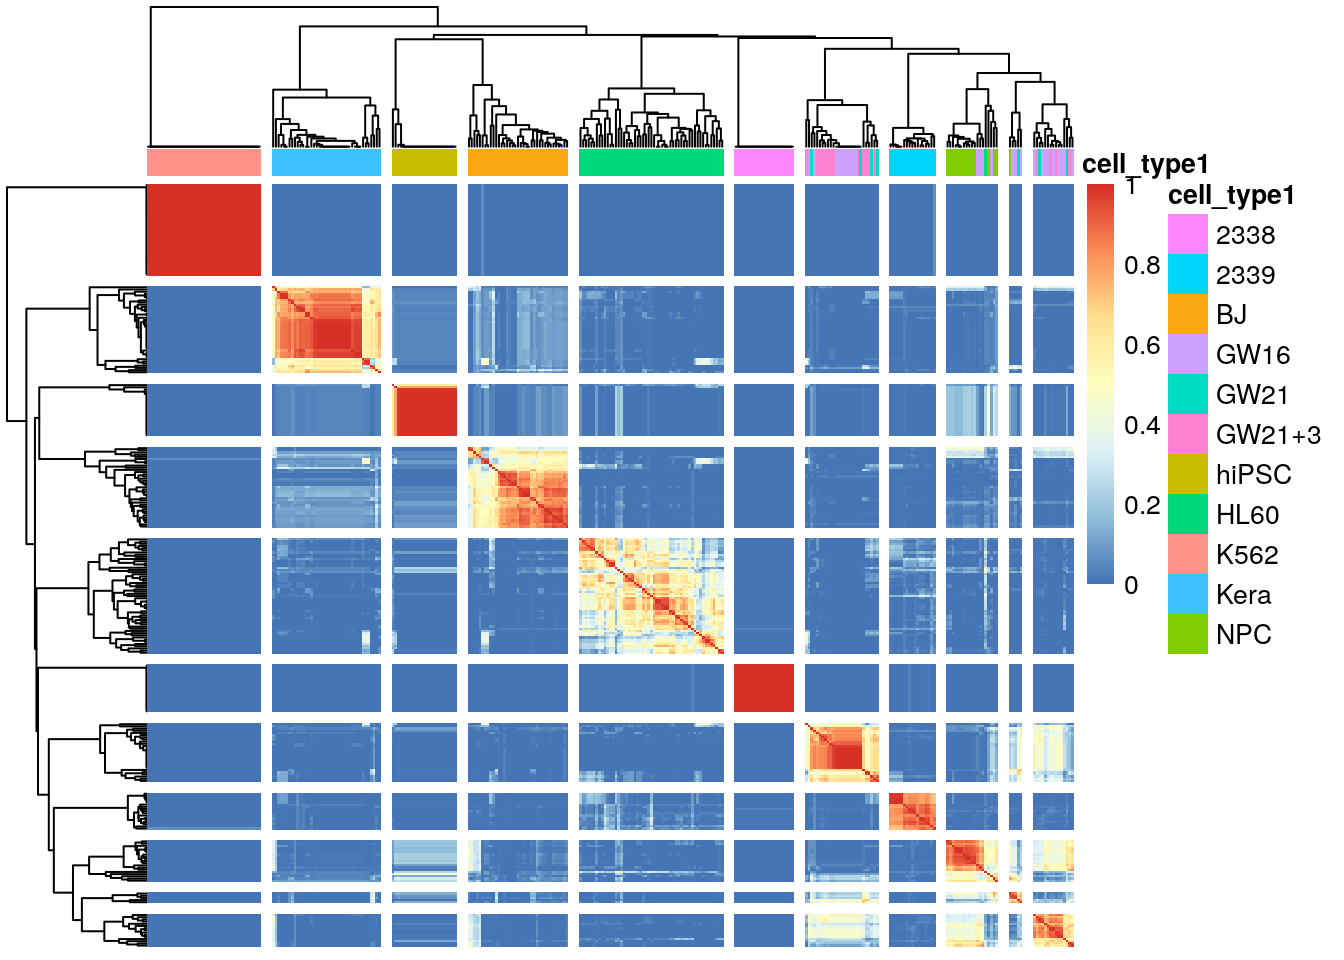 cell_type1
1
0.8
0.6
0.4
0.2
0
cell_type1
2338
2339
BJ
GW16
GW21
GW21+3
hiPSC
HL60
K562
Kera
NPC